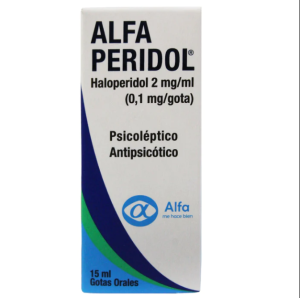 ALFA
PERIDOL®
Haloperidol 2 mg/ml
(0,1 mg/gota)
Psicoléptico
Antipsicótico
Alfa
me hace bien
15 ml
Gotas Orales